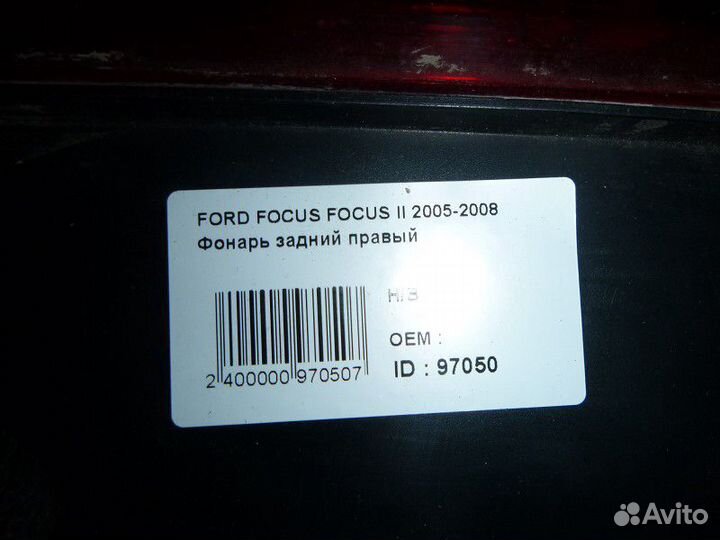 FORD FOCUS FOCUS II 2005-2008
Фонарь задний правый
OEM :
ID : 97050
2 400000 970507
Avito